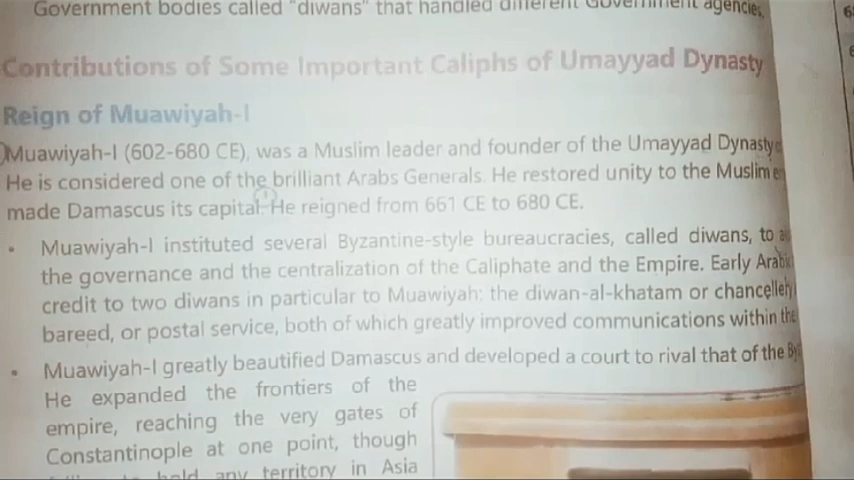 Government bodies called "diwans" that handled different Government agencies,
Contributions of Some Important Caliphs of Umayyad Dynasty
Reign of Muawiyah-I
Muawiyah-I (602-680 CE), was a Muslim leader and founder of the Umayyad Dynasty
He is considered one of the brilliant Arabs Generals. He restored unity to the Muslim
made Damascus its capital. He reigned from 661 CE to 680 CE.
• Muawiyah-I instituted several Byzantine-style bureaucracies, called diwans, to
the governance and the centralization of the Caliphate and the Empire. Early
credit to two diwans in particular to Muawiyah: the diwan-al-khatam or chancellery
bareed, or postal service, both of which greatly improved communications within the
• Muawiyah-I greatly beautified Damascus and developed a court to rival that of the
He expanded the frontiers of the
empire, reaching the very gates of
Constantinople at one point, though
hold any territory in Asia